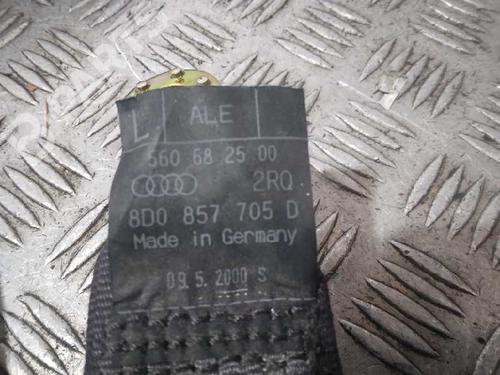 L ALE
560 68 25 00
2RQ
8D0 857 705 D
Made in Germany
09.5.2000 S